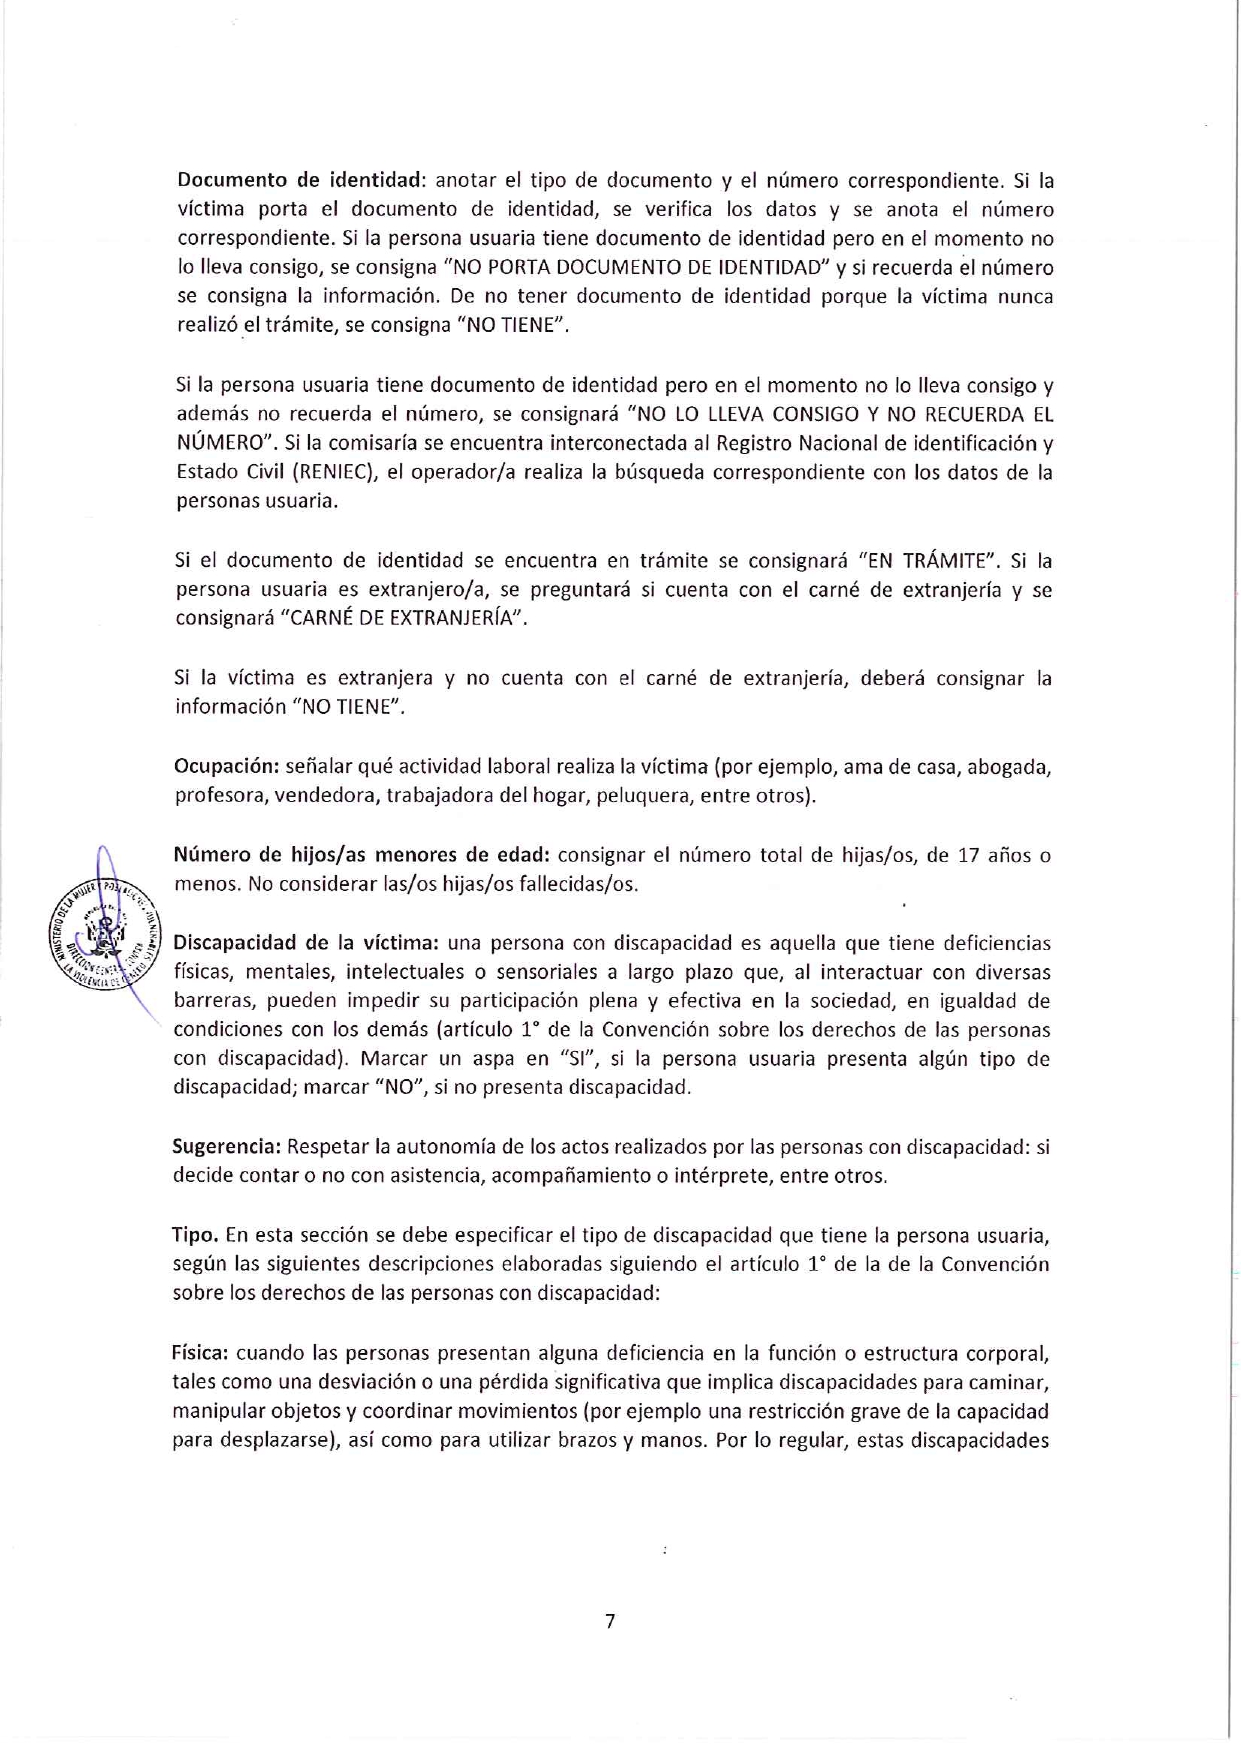 Documento de identidad: anotar el tipo de documento y el número correspondiente. Si la
víctima porta el documento de identidad, se verifica los datos y se anota el número
correspondiente. Si la persona usuaria tiene documento de identidad pero en el momento no
lo lleva consigo, se consigna "NO PORTA DOCUMENTO DE IDENTIDAD" y si recuerda el número
se consigna la información. De no tener documento de identidad porque la víctima nunca
realizó el trámite, se consigna "NO TIENE".
Si la persona usuaria tiene documento de identidad pero en el momento no lo lleva consigo y
además no recuerda el número, se consignará "NO LO LLEVA CONSIGO Y NO RECUERDA EL
NÚMERO". Si la comisaría se encuentra interconectada al Registro Nacional de identificación y
Estado Civil (RENIEC), el operador/a realiza la búsqueda correspondiente con los datos de la
personas usuaria.
Si el documento de identidad se encuentra en trámite se consignará "EN TRÁMITE". Si la
persona usuaria es extranjero/a, se preguntará si cuenta con el carné de extranjería y se
consignará "CARNÉ DE EXTRANJERÍA".
Si la víctima es extranjera y no cuenta con el carné de extranjería, deberá consignar la
información "NO TIENE".
Ocupación: señalar qué actividad laboral realiza la víctima (por ejemplo, ama de casa, abogada,
profesora, vendedora, trabajadora del hogar, peluquera, entre otros).
Número de hijos/as menores de edad: consignar el número total de hijas/os, de 17 años o
menos. No considerar las/os hijas/os fallecidas/os.
MINISTERIO DE LA MUJER
Discapacidad de la víctima: una persona con discapacidad es aquella que tiene deficiencias
físicas, mentales, intelectuales o sensoriales a largo plazo que, al interactuar con diversas
barreras, pueden impedir su participación plena y efectiva en la sociedad, en igualdad de
condiciones con los demás (artículo 1° de la Convención sobre los derechos de las personas
con discapacidad). Marcar un aspa en "SI", si la persona usuaria presenta algún tipo de
discapacidad; marcar "NO", si no presenta discapacidad.
Sugerencia: Respetar la autonomía de los actos realizados por las personas con discapacidad: si
decide contar o no con asistencia, acompañamiento o intérprete, entre otros.
Tipo. En esta sección se debe especificar el tipo de discapacidad que tiene la persona usuaria,
según las siguientes descripciones elaboradas siguiendo el artículo 1° de la de la Convención
sobre los derechos de las personas con discapacidad:
Física: cuando las personas presentan alguna deficiencia en la función o estructura corporal,
tales como una desviación o una pérdida significativa que implica discapacidades para caminar,
manipular objetos y coordinar movimientos (por ejemplo una restricción grave de la capacidad
para desplazarse), así como para utilizar brazos y manos. Por lo regular, estas discapacidades
7